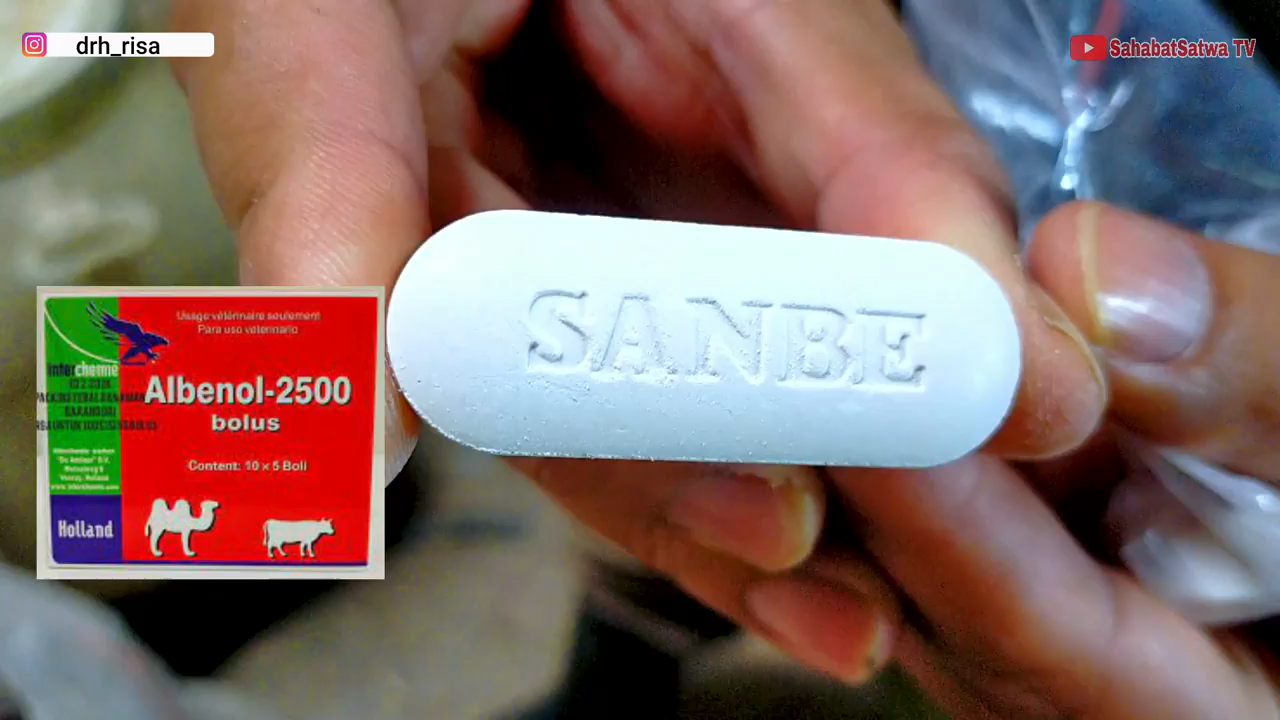 drh_risa
SahabatSatwa TV
SANBE
Usage vétérinaire seulement
Para uso veterinario
interchemie
Albenol-2500
bolus
Content: 10 x 5 Boli
Holland